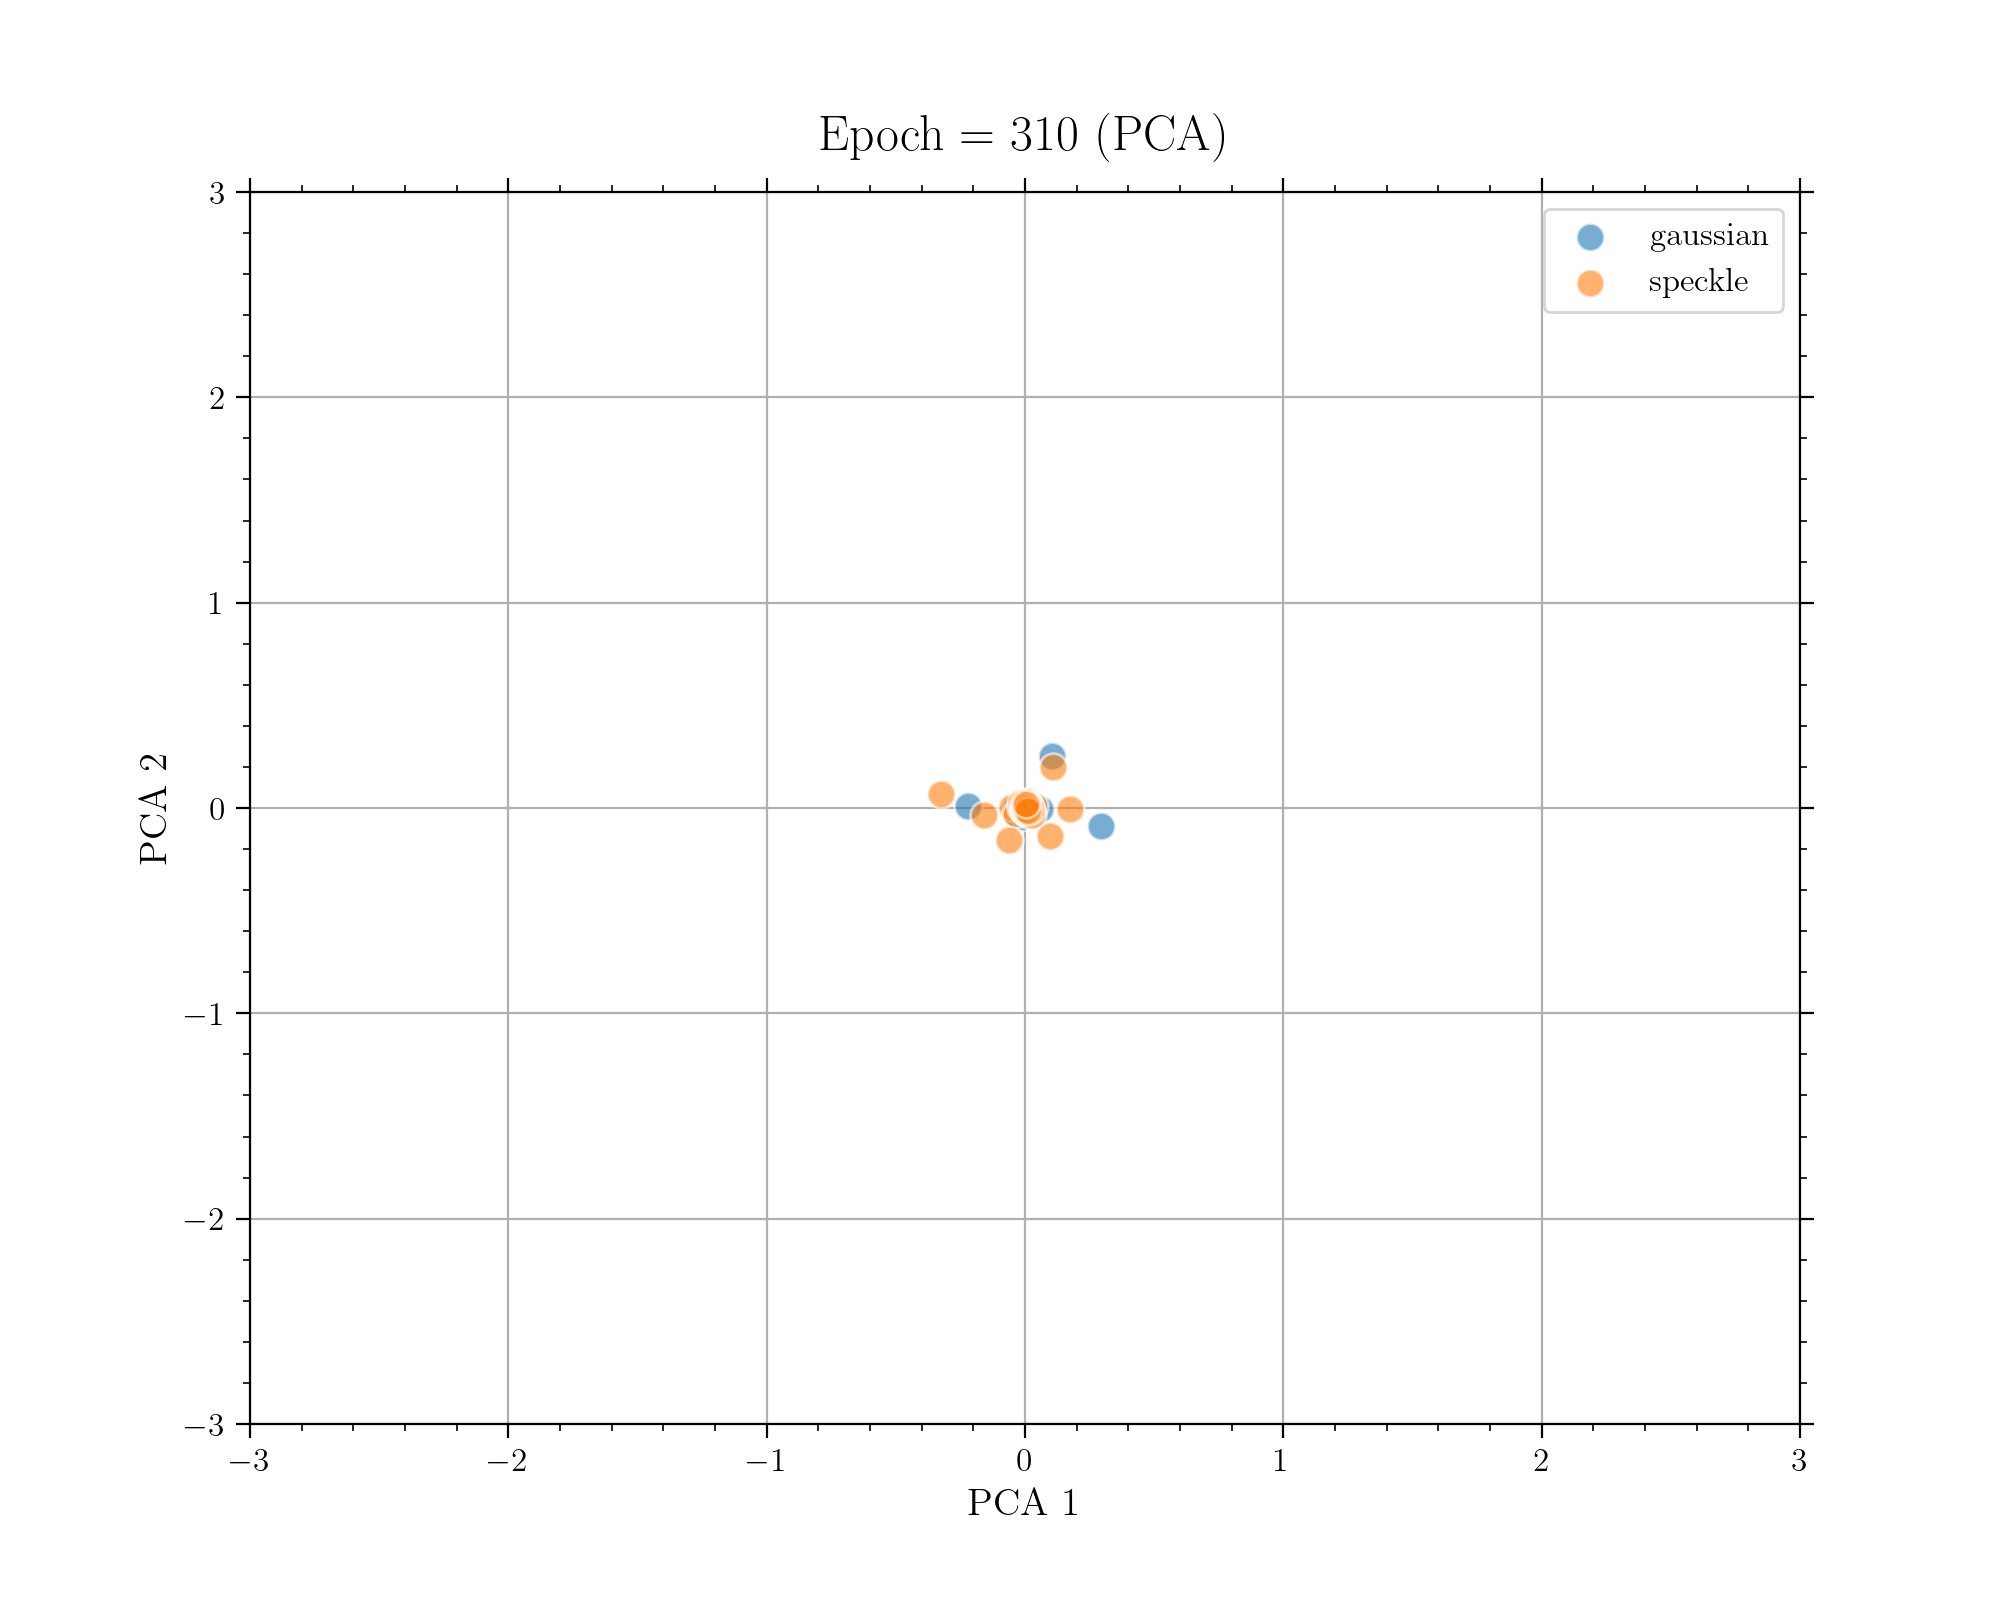 Epoch = 310 (PCA)
gaussian
speckle
3
2
1
0
−1
−2
−3
PCA 2
−3 −2 −1 0 1 2 3
PCA 1